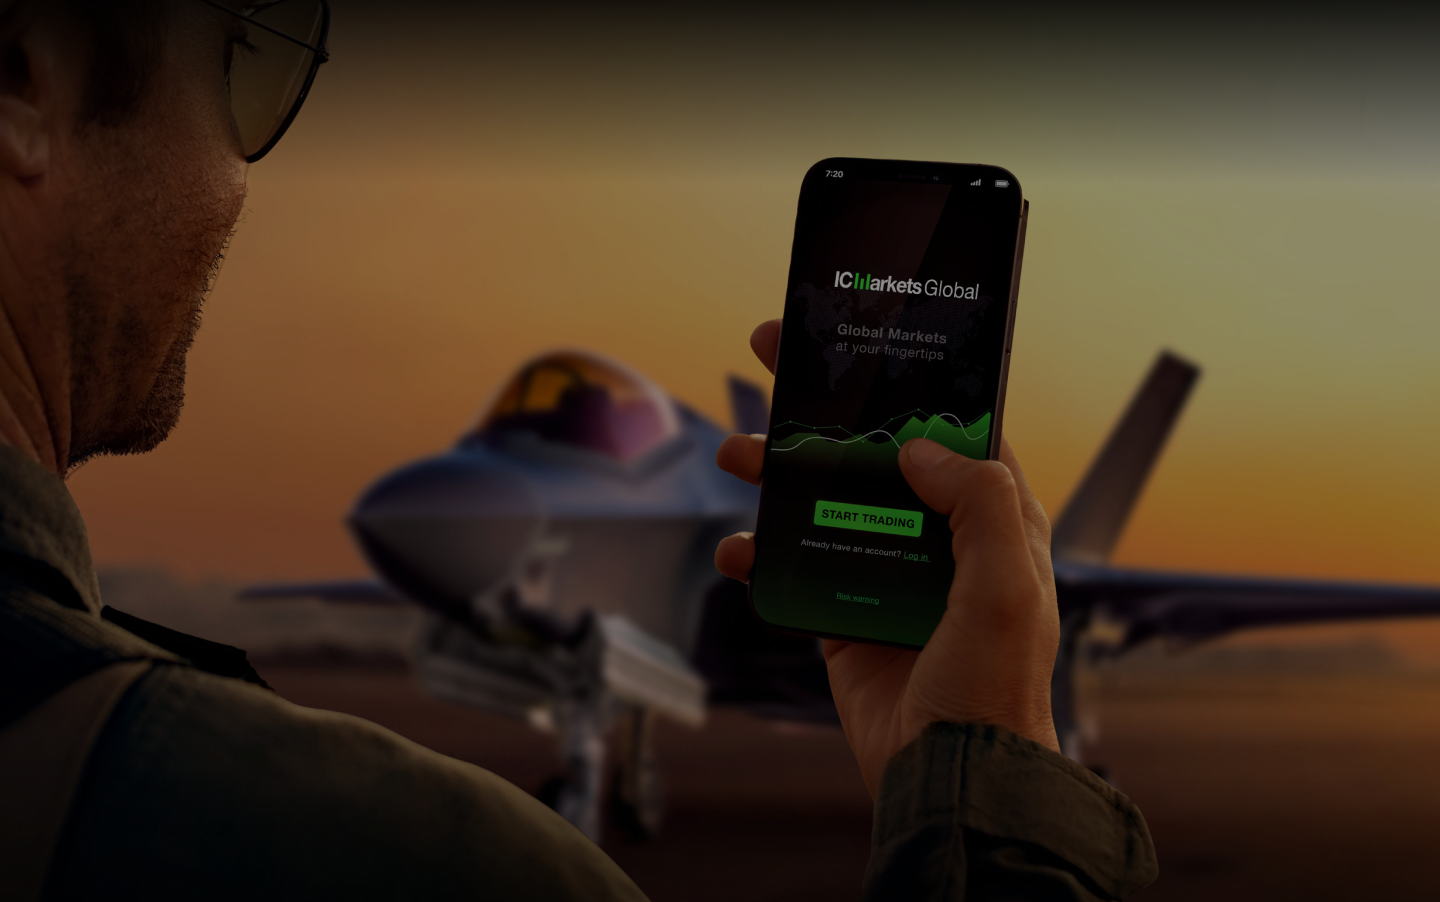 7:20
ICMarkets Global
Global Markets
at your fingertips
START TRADING
Already have an account? Log in
Risk warning